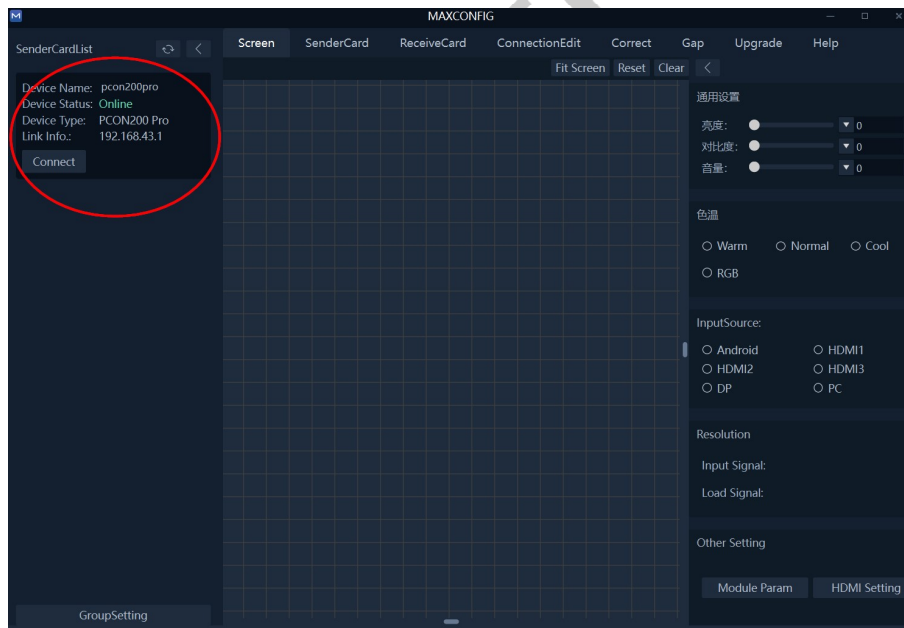 MAXCONFIG
SenderCardList
Screen SenderCard ReceiveCard ConnectionEdit Correct Gap Upgrade Help
Fit Screen Reset Clear
Device Name: pcon200pro
Device Status: Online
Device Type: PCON200 Pro
Link Info.: 192.168.43.1
Connect
GroupSetting
通用设置
亮度: 0
对比度: 0
音量: 0
色温
Warm Normal Cool
RGB
InputSource:
Android HDMI1
HDMI2 HDMI3
DP PC
Resolution
Input Signal:
Load Signal:
Other Setting
Module Param HDMI Setting